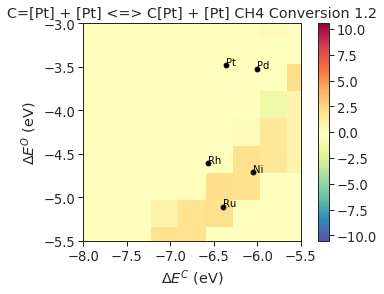 C=[Pt] + [Pt] <=> C[Pt] + [Pt] CH4 Conversion 1.2
−3.0
−3.5
−4.0
−4.5
−5.0
−5.5
ΔE^O (eV)
Pt
Pd
Rh
Ni
Ru
−8.0 −7.5 −7.0 −6.5 −6.0 −5.5
ΔE^C (eV)
10.0
7.5
5.0
2.5
0.0
−2.5
−5.0
−7.5
−10.0